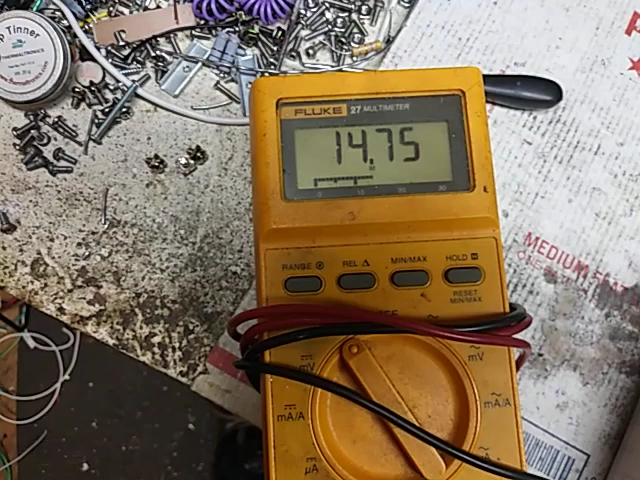 p Tinner
THERMALTRONICS
FLUKE 27 MULTIMETER
14.75
0 10 20 30
RANGE
REL Δ
MIN/MAX
HOLD H
RESET
MIN/MAX
mV
mV
mA/A
mA/A
µA
MEDIUM